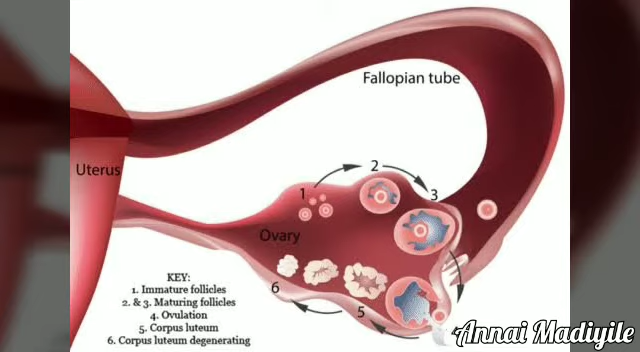 Fallopian tube
Uterus
1
2
3
Ovary
6
5
KEY:
1. Immature follicles
2. & 3. Maturing follicles
4. Ovulation
5. Corpus luteum
6. Corpus luteum degenerating
Annai Madiyile